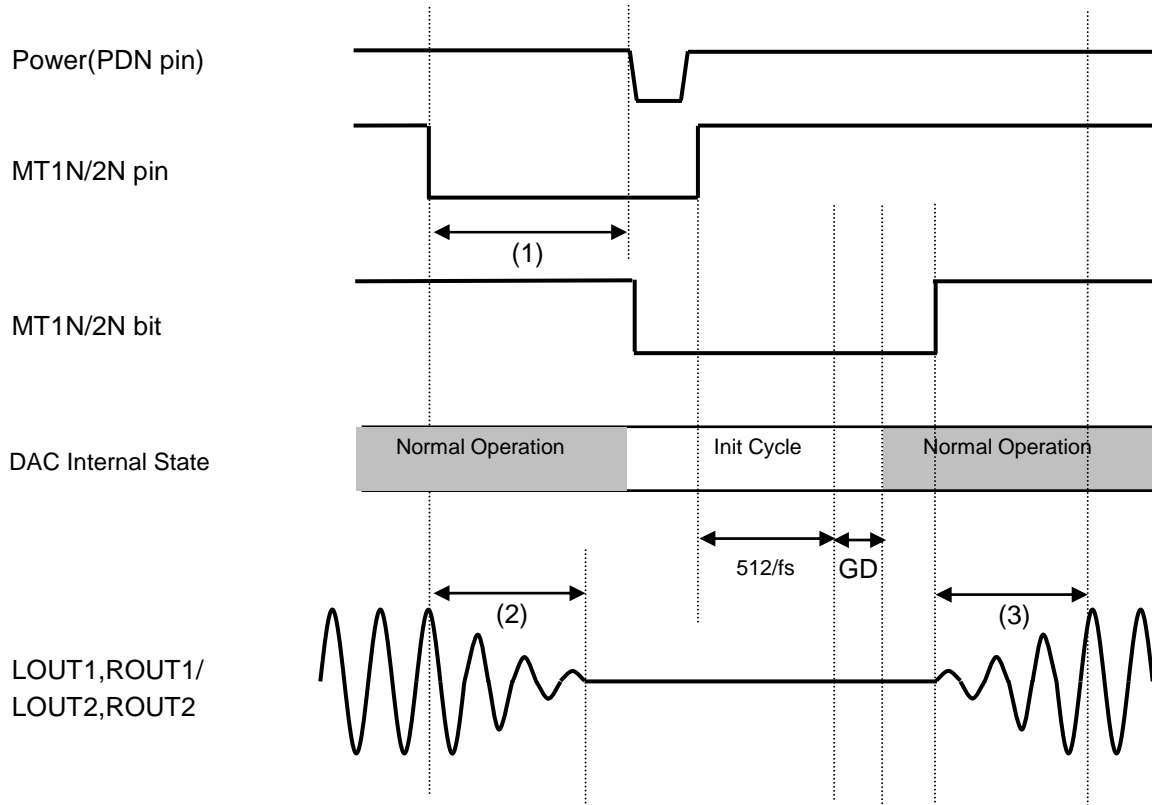 Power(PDN pin)
MT1N/2N pin
(1)
MT1N/2N bit
DAC Internal State
Normal Operation
Init Cycle
Normal Operation
512/fs
GD
(2)
(3)
LOUT1,ROUT1/
LOUT2,ROUT2